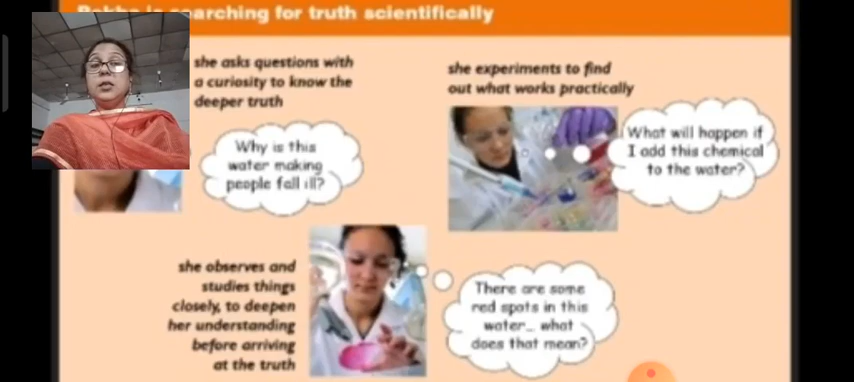 is searching for truth scientifically
she asks questions with
a curiosity to know the
deeper truth
Why is this
water making
people fall ill?
she experiments to find
out what works practically
What will happen if
I add this chemical
to the water?
she observes and
studies things
closely, to deepen
her understanding
before arriving
at the truth
There are some
red spots in this
water... what
does that mean?